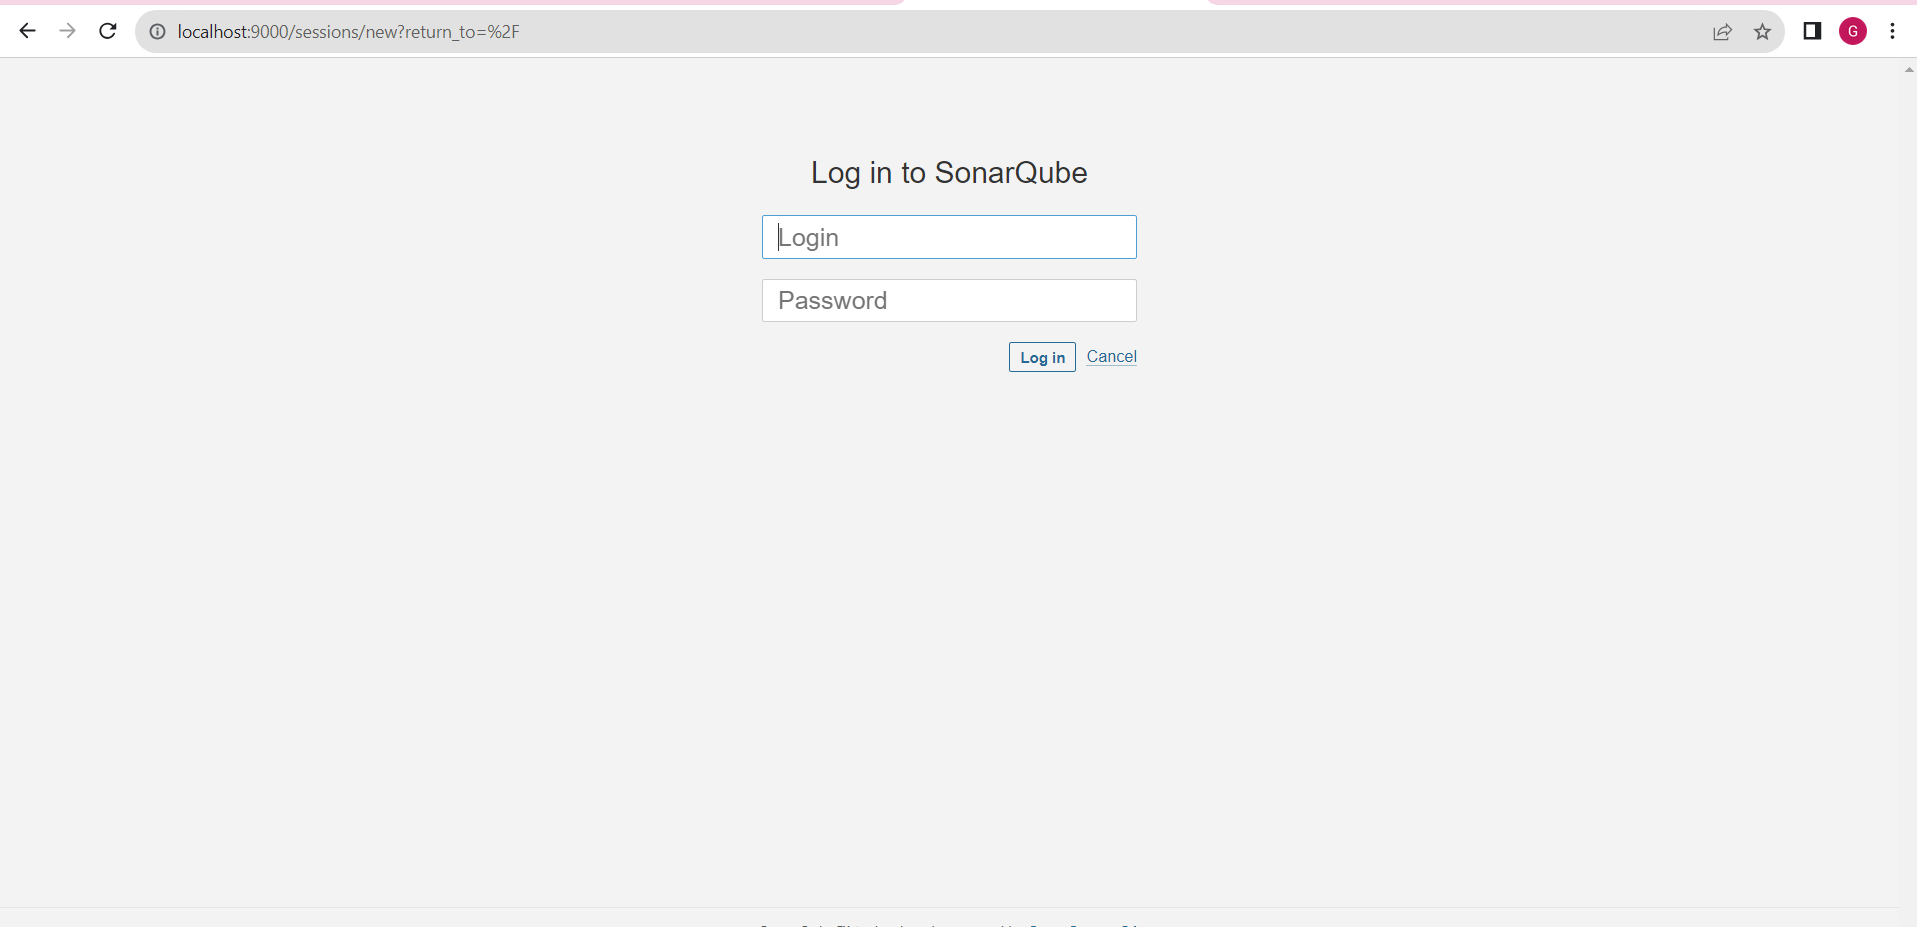 localhost:9000/sessions/new?return_to=%2F
G
Log in to SonarQube
Login
Password
Log in Cancel